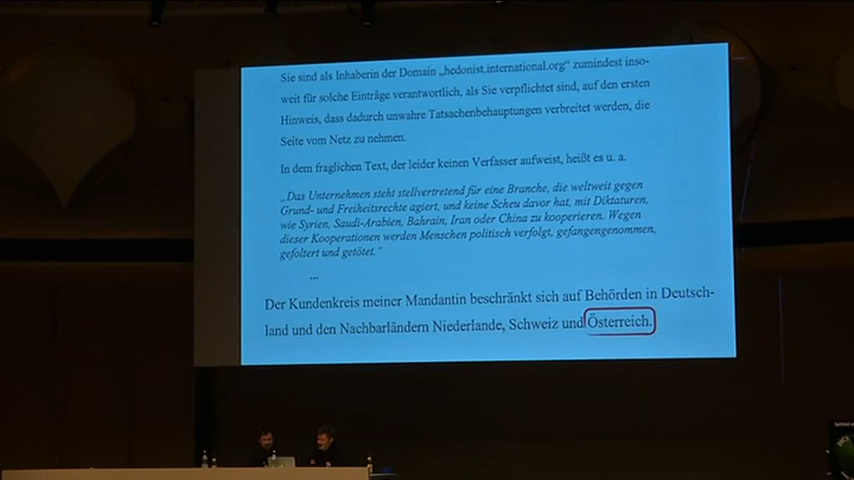 Sie sind als Inhaberin der Domain „hedonist.international.org“ zumindest inso-
weit für solche Einträge verantwortlich, als Sie verpflichtet sind, auf den ersten
Hinweis, dass dadurch unwahre Tatsachenbehauptungen verbreitet werden, die
Seite vom Netz zu nehmen.
In dem fraglichen Text, der leider keinen Verfasser aufweist, heißt es u. a.
„Das Unternehmen steht stellvertretend für eine Branche, die weltweit gegen
Grund- und Freiheitsrechte agiert, und keine Scheu davor hat, mit Diktaturen,
wie Syrien, Saudi-Arabien, Bahrain, Iran oder China zu kooperieren. Wegen
dieser Kooperationen werden Menschen politisch verfolgt, gefangengenommen,
gefoltert und getötet.“
...
Der Kundenkreis meiner Mandantin beschränkt sich auf Behörden in Deutsch-
land und den Nachbarländern Niederlande, Schweiz und Österreich.